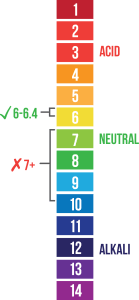 1
2
3 ACID
4
5
✓ 6-6.4 6
7 NEUTRAL
✗ 7+ 8
9
10
11
12 ALKALI
13
14